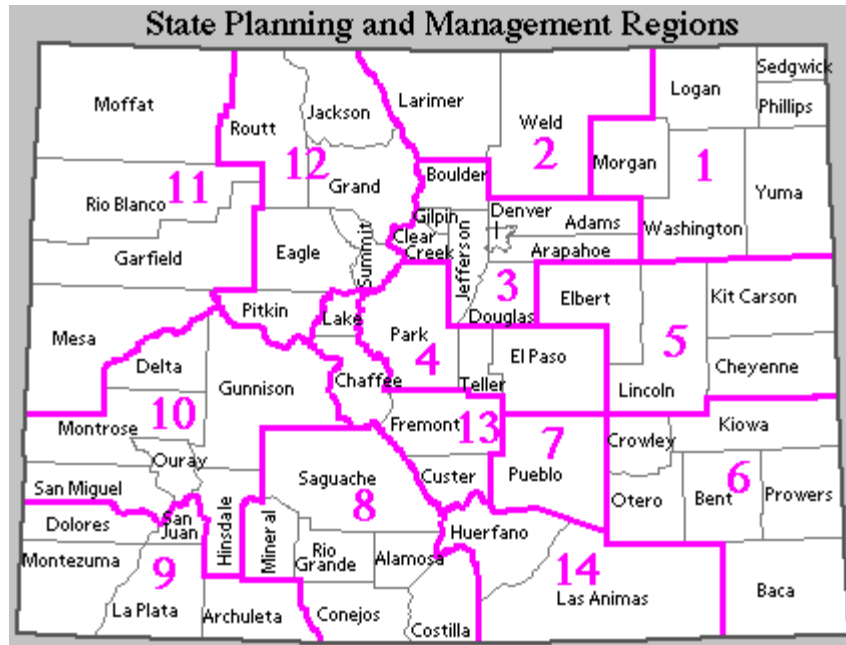 State Planning and Management Regions
Sedgwick
Logan
Moffat
Jackson
Larimer
Phillips
Routt
Weld
2
Morgan
1
12
Boulder
Grand
11
Yuma
Rio Blanco
Gilpin
Denver
Adams
Washington
Clear
Creek
Summit
Jefferson
Eagle
Arapahoe
Garfield
3
Elbert
Kit Carson
Pitkin
Lake
Douglas
Park
Mesa
4
El Paso
5
Delta
Cheyenne
Gunnison
Chaffee
Teller
Lincoln
10
Fremont
13
Montrose
7
Crowley
Kiowa
Ouray
Saguache
Custer
Pueblo
6
San Miguel
8
Otero
Bent
Prowers
Dolores
San
Juan
Hinsdale
Mineral
Huerfano
Montezuma
Rio
Grande
Alamosa
9
14
La Plata
Archuleta
Conejos
Costilla
Las Animas
Baca